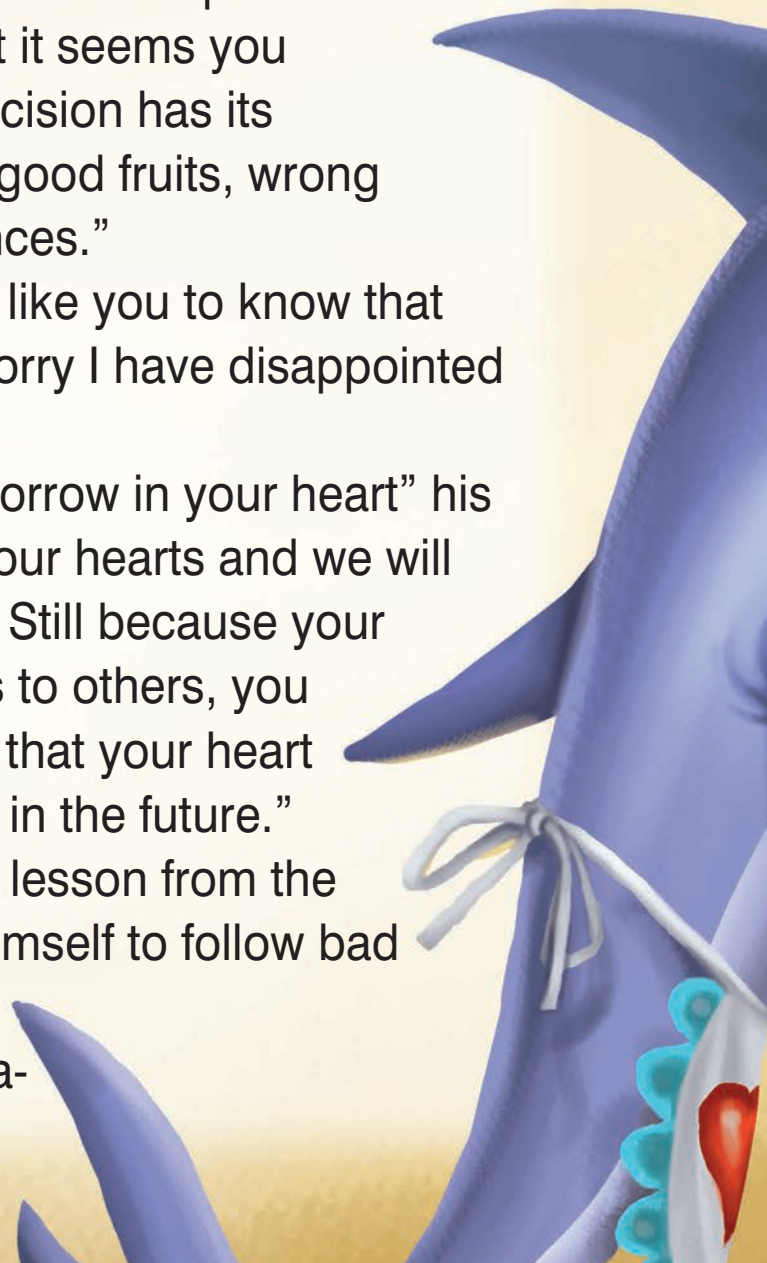 t it seems you
cision has its
good fruits, wrong
nces.”
like you to know that
orry I have disappointed
orrow in your heart” his
our hearts and we will
Still because your
s to others, you
that your heart
in the future.”
lesson from the
mself to follow bad
a-